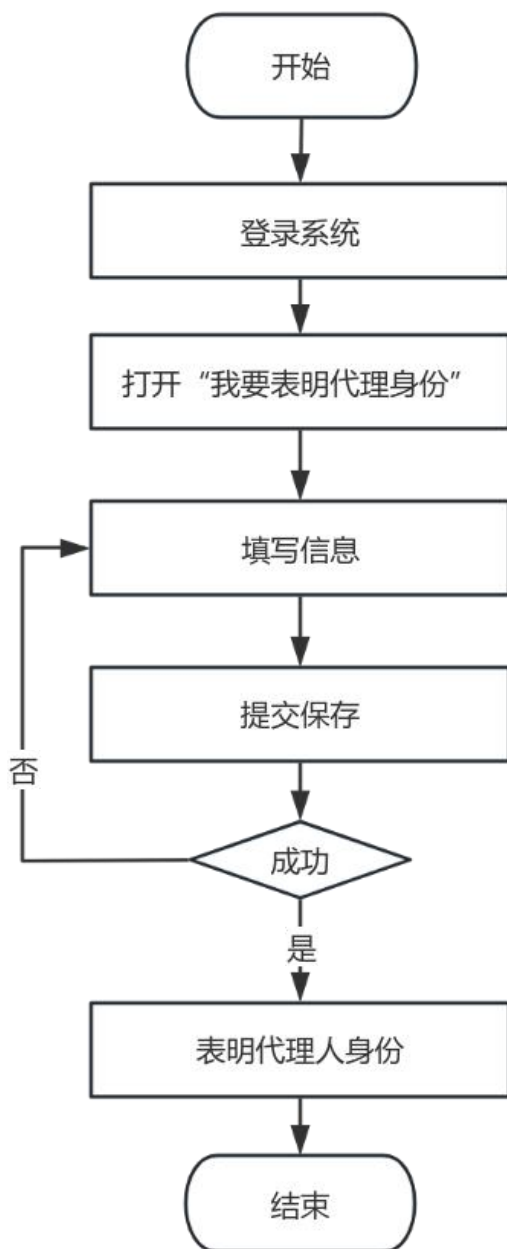 开始
登录系统
打开“我要表明代理身份”
填写信息
提交保存
否
成功
是
表明代理人身份
结束